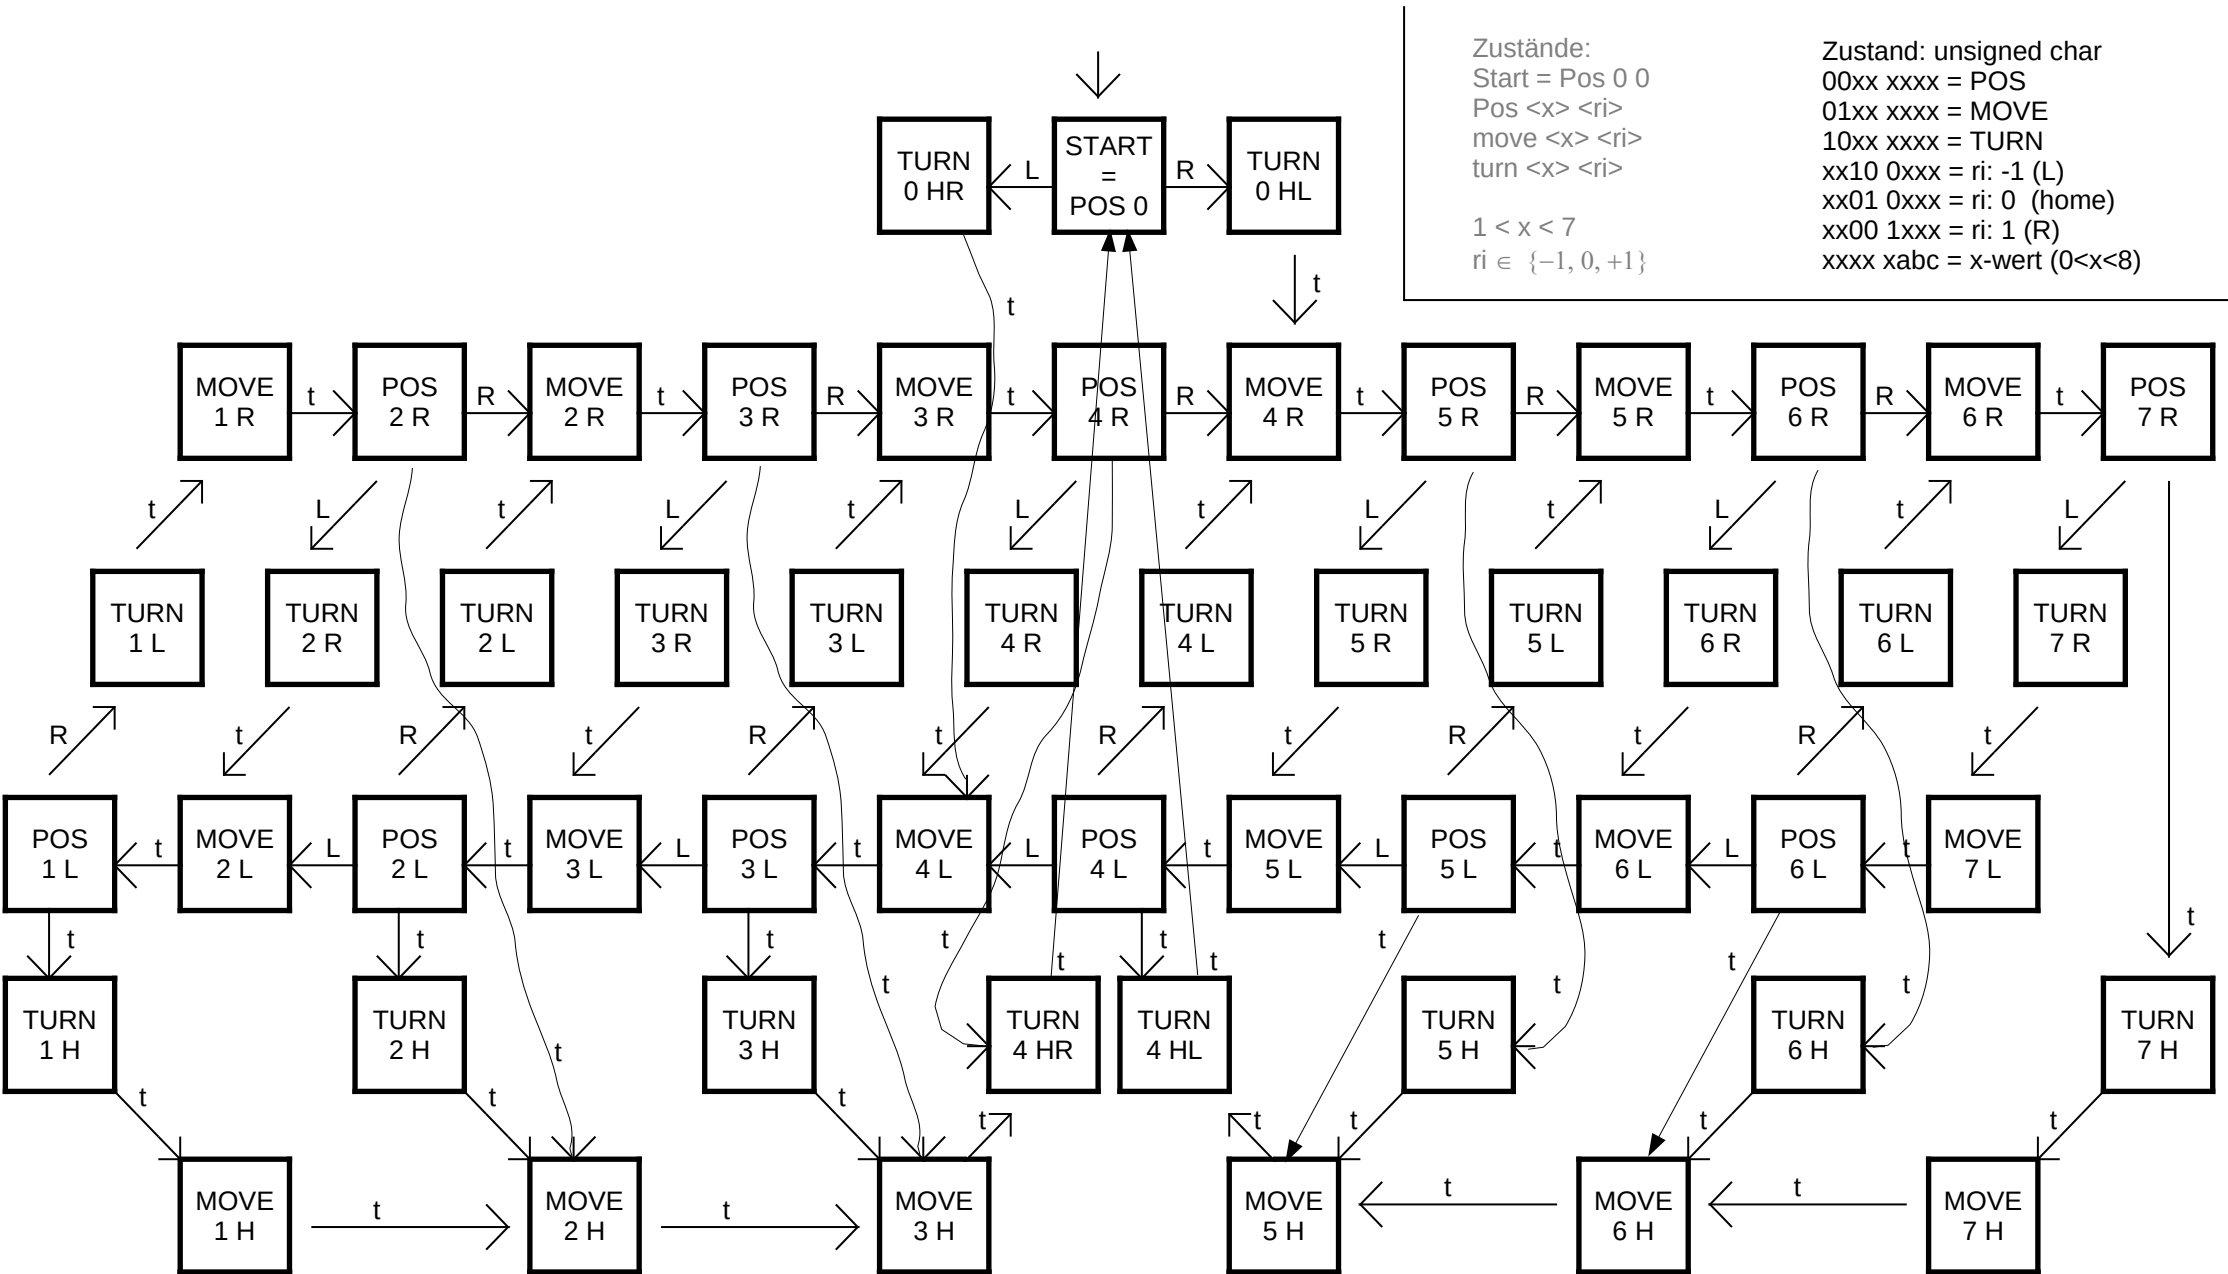 Zustände:
Start = Pos 0 0
Pos <x> <ri>
move <x> <ri>
turn <x> <ri>
1 < x < 7
ri ∈ {−1, 0, +1}
Zustand: unsigned char
00xx xxxx = POS
01xx xxxx = MOVE
10xx xxxx = TURN
xx10 0xxx = ri: -1 (L)
xx01 0xxx = ri: 0 (home)
xx00 1xxx = ri: 1 (R)
xxxx xabc = x-wert (0<x<8)
TURN
0 HR
L
START
=
POS 0
R
TURN
0 HL
t
t
MOVE
1 R
t
POS
2 R
R
MOVE
2 R
t
POS
3 R
R
MOVE
3 R
t
POS
4 R
R
MOVE
4 R
t
POS
5 R
R
MOVE
5 R
t
POS
6 R
R
MOVE
6 R
t
POS
7 R
t
L
t
L
t
L
t
L
t
L
t
L
TURN
1 L
TURN
2 R
TURN
2 L
TURN
3 R
TURN
3 L
TURN
4 R
TURN
4 L
TURN
5 R
TURN
5 L
TURN
6 R
TURN
6 L
TURN
7 R
R
t
R
t
R
t
R
t
R
t
R
t
POS
1 L
t
MOVE
2 L
L
POS
2 L
t
MOVE
3 L
L
POS
3 L
t
MOVE
4 L
L
POS
4 L
t
MOVE
5 L
L
POS
5 L
t
MOVE
6 L
L
POS
6 L
t
MOVE
7 L
t
t
t
t
t
t
t
t
t
t
t
t
t
t
TURN
1 H
TURN
2 H
TURN
3 H
TURN
4 HR
TURN
4 HL
TURN
5 H
TURN
6 H
TURN
7 H
t
t
t
t
t
t
t
t
t
MOVE
1 H
t
MOVE
2 H
t
MOVE
3 H
MOVE
5 H
t
MOVE
6 H
t
MOVE
7 H